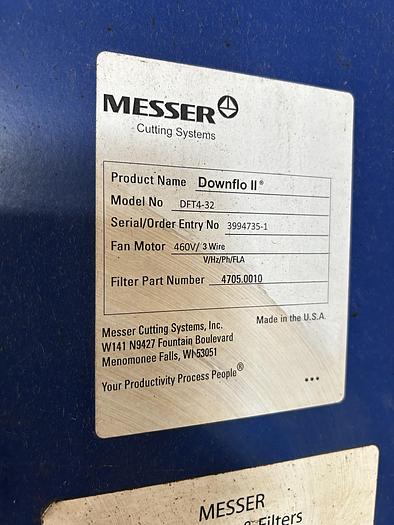 MESSER
Cutting Systems
Product Name Downflo II®
Model No DFT4-32
Serial/Order Entry No 3994735-1
Fan Motor 460V/ 3 Wire
V/Hz/Ph/FLA
Filter Part Number 4705.0010
Made in the U.S.A.
Messer Cutting Systems, Inc.
W141 N9427 Fountain Boulevard
Menomonee Falls, WI 53051
Your Productivity Process People®
MESSER
& Filters